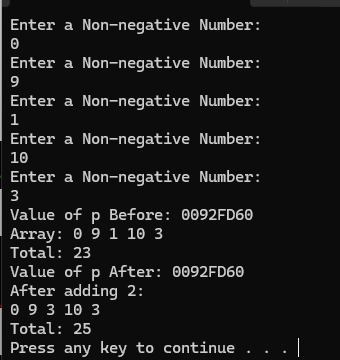 Enter a Non-negative Number:
0
Enter a Non-negative Number:
9
Enter a Non-negative Number:
1
Enter a Non-negative Number:
10
Enter a Non-negative Number:
3
Value of p Before: 0092FD60
Array: 0 9 1 10 3
Total: 23
Value of p After: 0092FD60
After adding 2:
0 9 3 10 3
Total: 25
Press any key to continue . . .